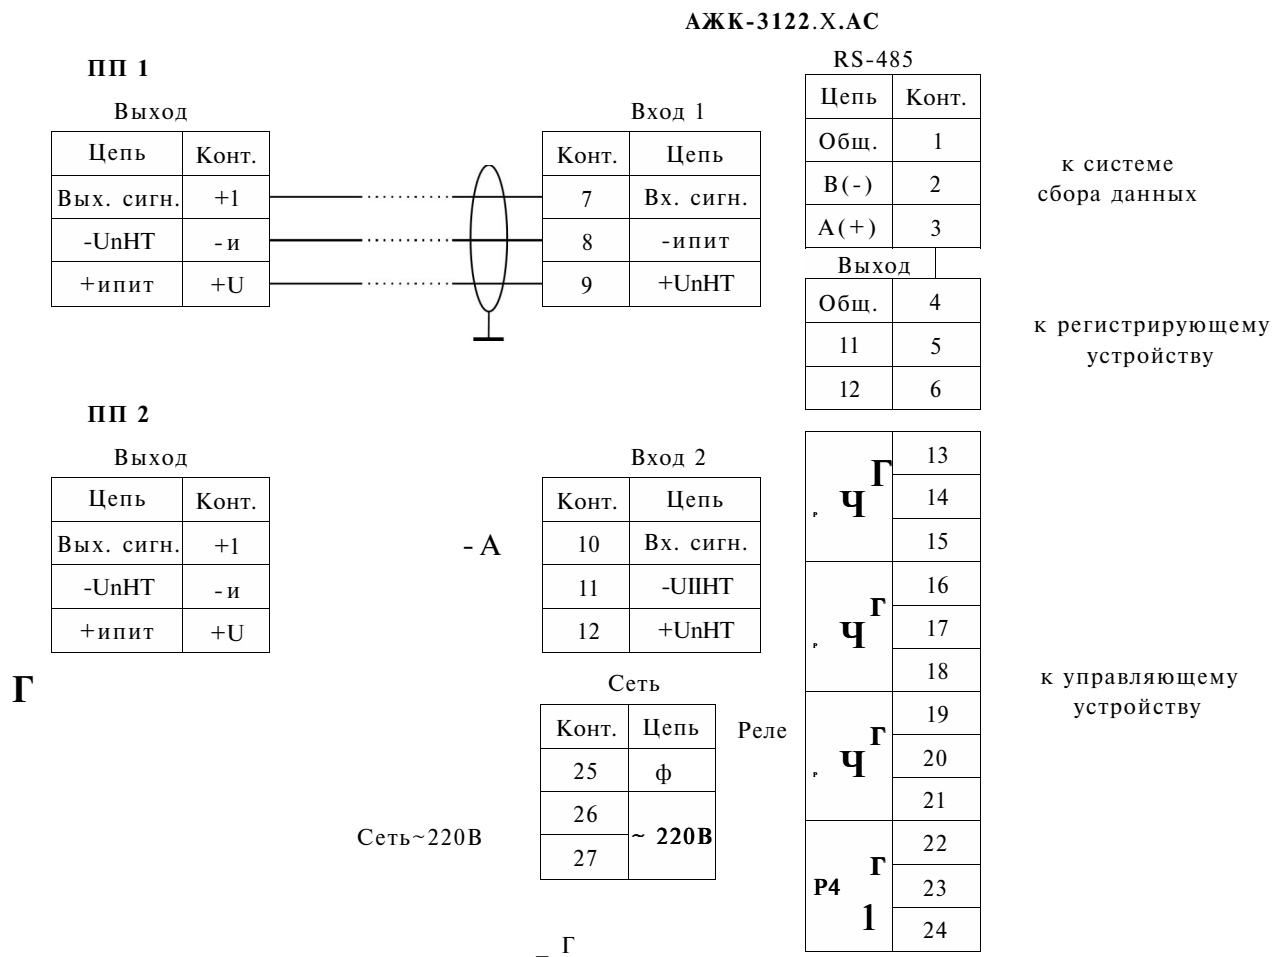 АЖК-3122.X.АС
ПП 1
Выход
Цепь Конт.
Вых. сигн. +1
-UnHT -и
+ипит +U
Вход 1
Конт. Цепь
7 Вх. сигн.
8 -ипит
9 +UnHT
RS-485
Цепь Конт.
Общ. 1
В(-) 2
А(+) 3
Выход
Общ. 4
11 5
12 6
к системе
сбора данных
к регистрирующему
устройству
ПП 2
Выход
Цепь Конт.
Вых. сигн. +1
-UnHT -и
+ипит +U
Г
-А
Вход 2
Конт. Цепь
10 Вх. сигн.
11 -UIIHT
12 +UnHT
Сеть
Конт. Цепь
25 ф
26
27
~ 220В
Сеть~220В
Реле
Р Ч Г
13
14
15
Р Ч г
16
17
18
Р Ч г
19
20
21
Р4 г 1
22
23
24
к управляющему
устройству
Г